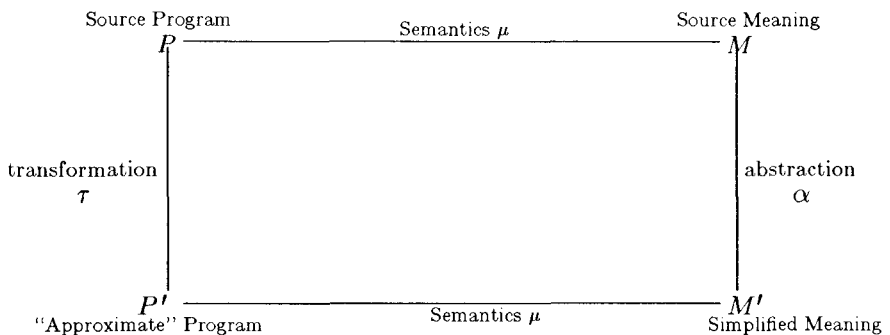 Source Program
Source Meaning
P
Semantics μ
M
transformation
τ
abstraction
α
P′
Semantics μ
M′
"Approximate" Program
Simplified Meaning